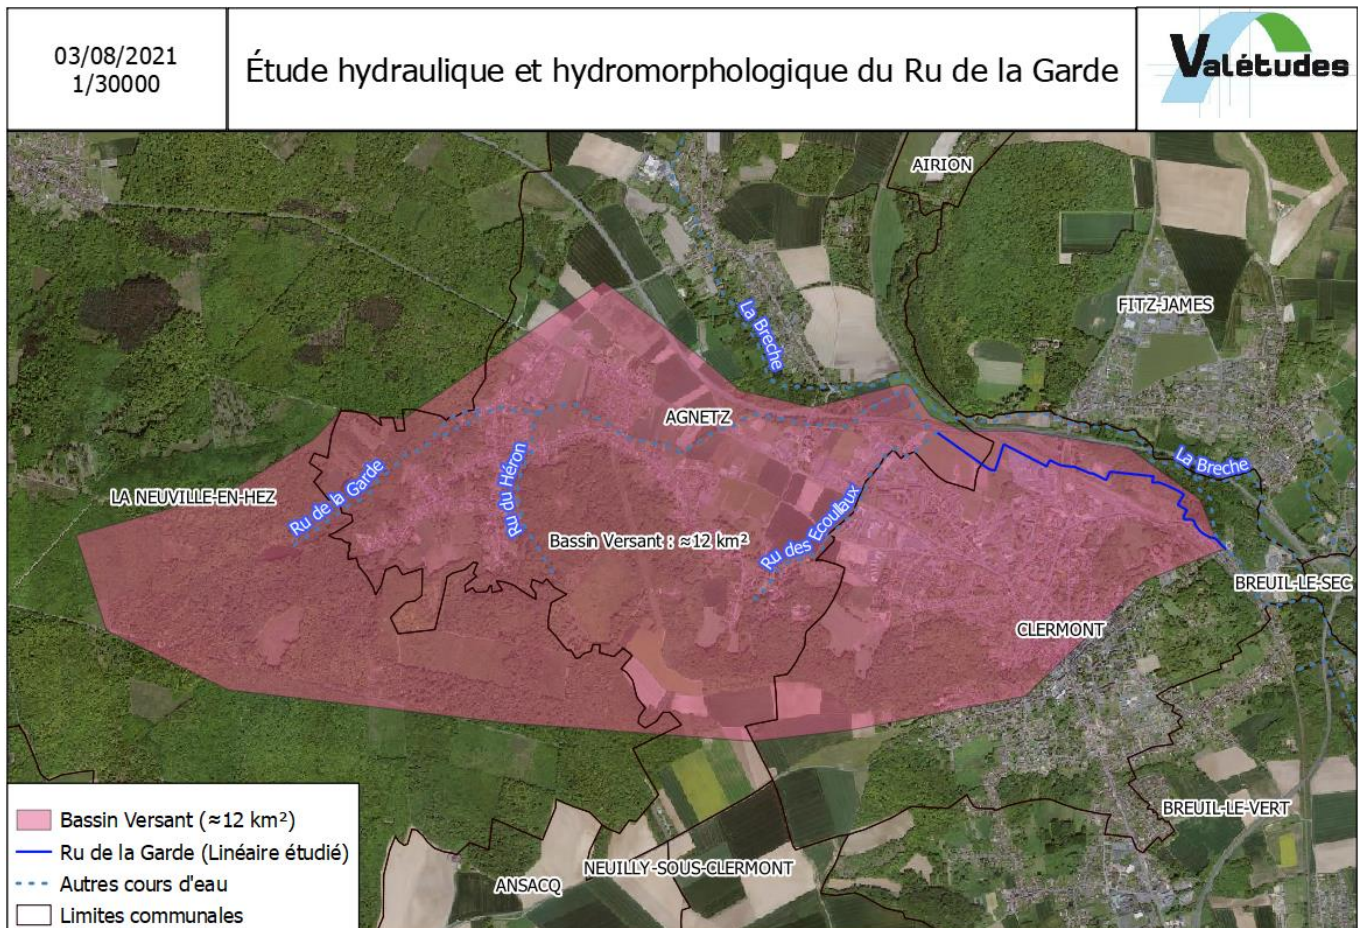 03/08/2021
1/30000
Étude hydraulique et hydromorphologique du Ru de la Garde
Valétudes
AIRION
FITZ-JAMES
La Breche
AGNETZ
La Breche
LA NEUVILLE-EN-HEZ
Ru de la Garde
Ru du Héron
Bassin Versant : ≈12 km²
Ru des Ecoullaux
BREUIL-LE-SEC
CLERMONT
BREUIL-LE-VERT
NEUILLY-SOUS-CLERMONT
ANSACQ
Bassin Versant (≈12 km²)
Ru de la Garde (Linéaire étudié)
Autres cours d'eau
Limites communales